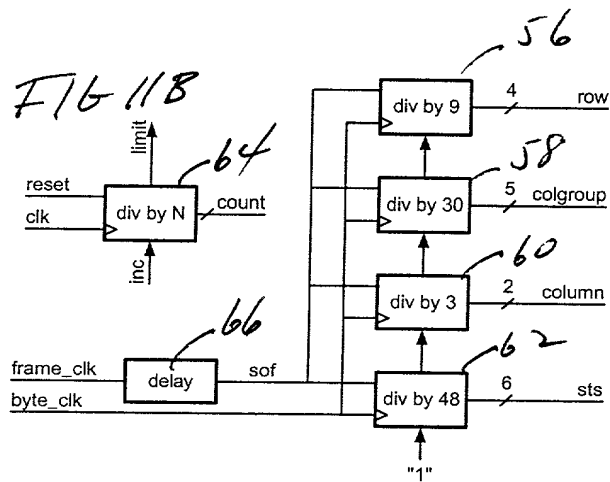 FIG 11B
limit
64
reset
clk
div by N
count
inc
56
div by 9
4
row
58
div by 30
5
colgroup
60
div by 3
2
column
66
frame_clk
delay
sof
byte_clk
62
div by 48
6
sts
"1"